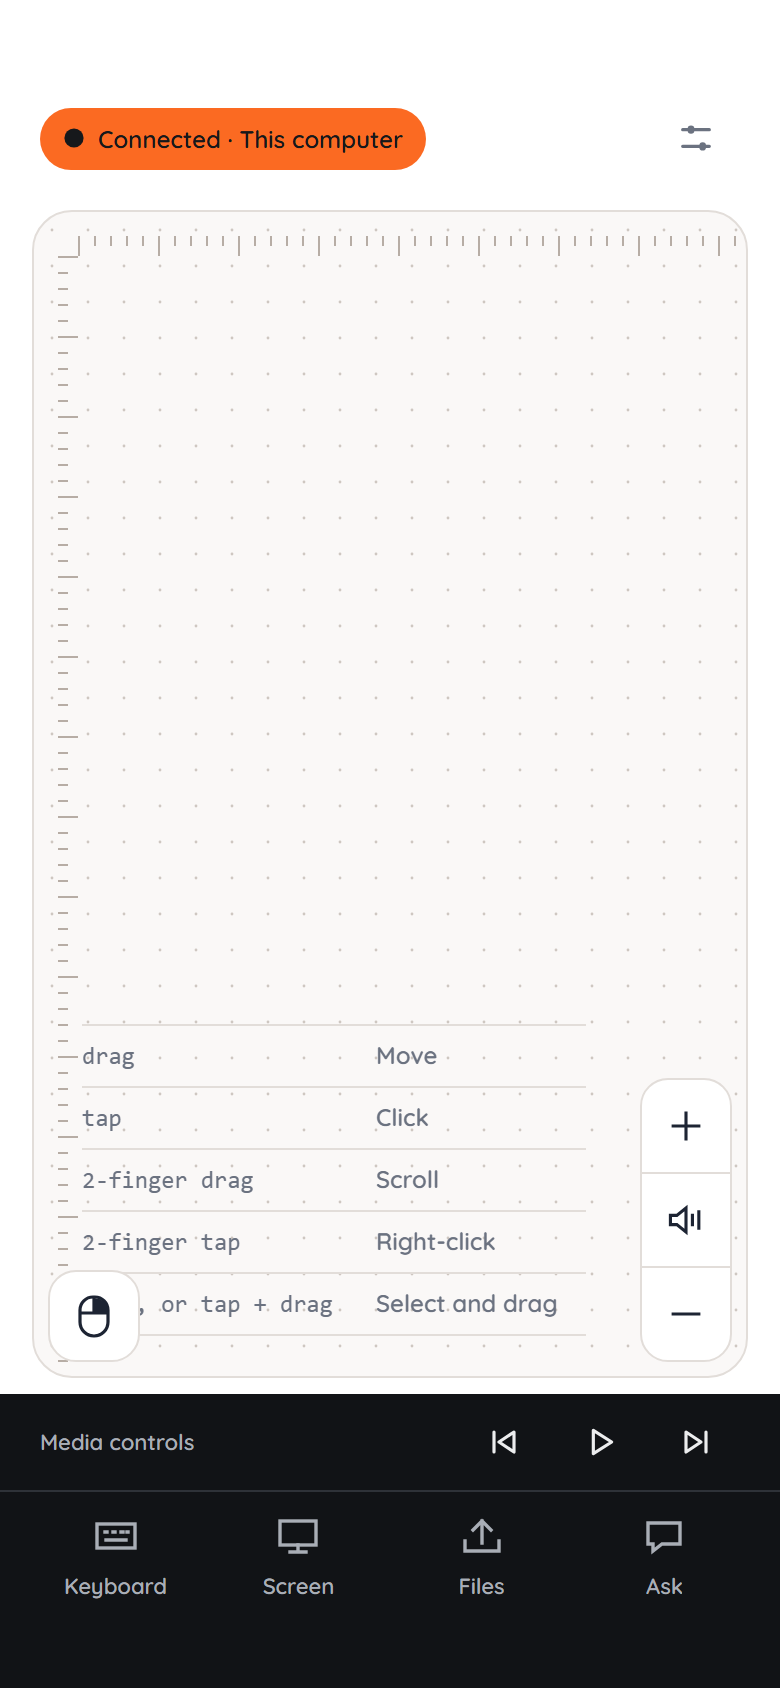 Connected · This computer
drag Move
tap Click
2-finger drag Scroll
2-finger tap Right-click
, or tap + drag Select and drag
Media controls
Keyboard Screen Files Ask